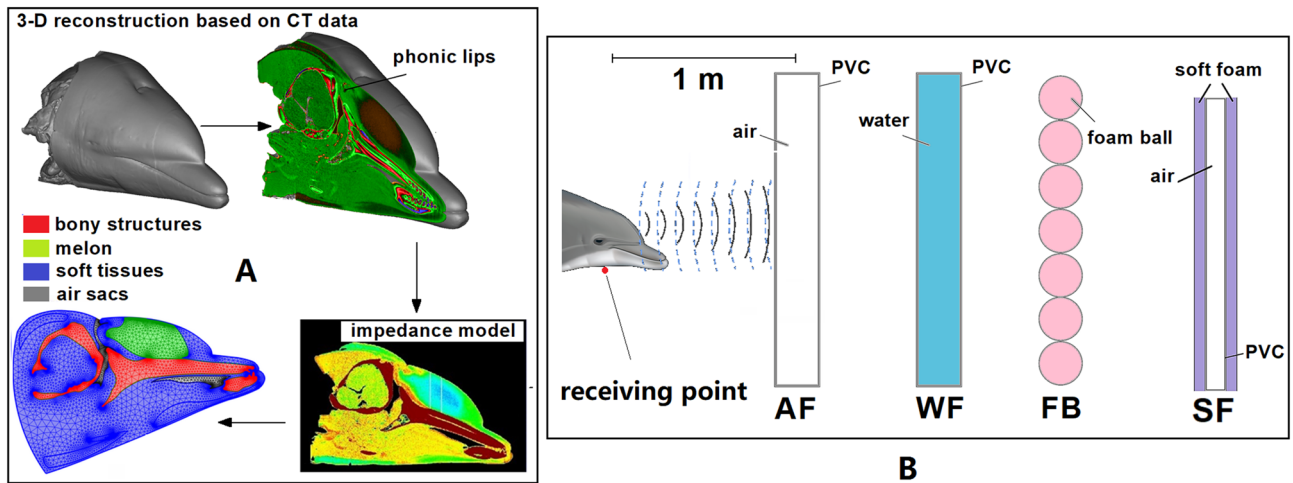 3-D reconstruction based on CT data
phonic lips
bony structures
melon
soft tissues
air sacs
A
impedance model
1 m
PVC
air
PVC
water
foam ball
soft foam
air
PVC
receiving point
AF
WF
FB
SF
B